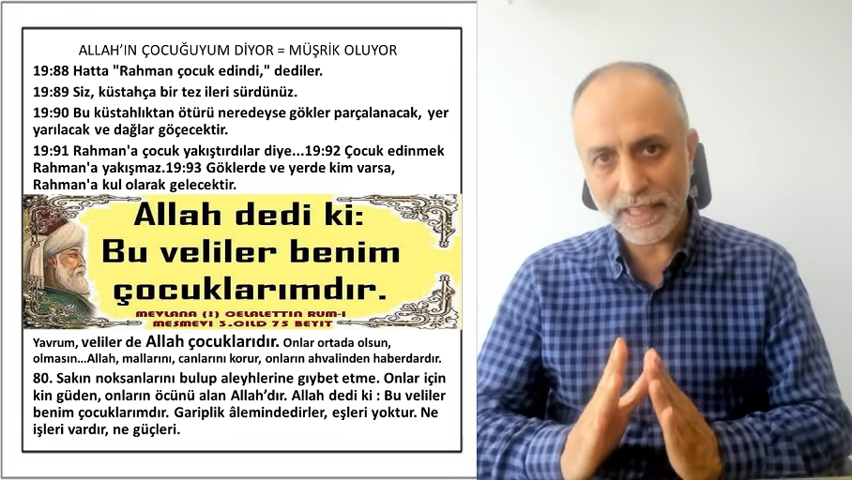 ALLAH’IN ÇOCUĞUYUM DİYOR = MÜŞRİK OLUYOR
19:88 Hatta "Rahman çocuk edindi," dediler.
19:89 Siz, küstahça bir tez ileri sürdünüz.
19:90 Bu küstahlıktan ötürü neredeyse gökler parçalanacak, yer
yarılacak ve dağlar göçecektir.
19:91 Rahman'a çocuk yakıştırdılar diye...19:92 Çocuk edinmek
Rahman'a yakışmaz.19:93 Göklerde ve yerde kim varsa,
Rahman'a kul olarak gelecektir.
Allah dedi ki:
Bu veliler benim
çocuklarımdır.
MEVLANA (!) CELALETTIN RUM-I
MESNEVI 3.CILD 75 BEYIT
Yavrum, veliler de Allah çocuklarıdır. Onlar ortada olsun,
olmasın...Allah, mallarını, canlarını korur, onların ahvalinden haberdardır.
80. Sakın noksanlarını bulup aleyhlerine gıybet etme. Onlar için
kin güden, onların öcünü alan Allah’dır. Allah dedi ki : Bu veliler
benim çocuklarımdır. Gariplik âlemindedirler, eşleri yoktur. Ne
işleri vardır, ne güçleri.